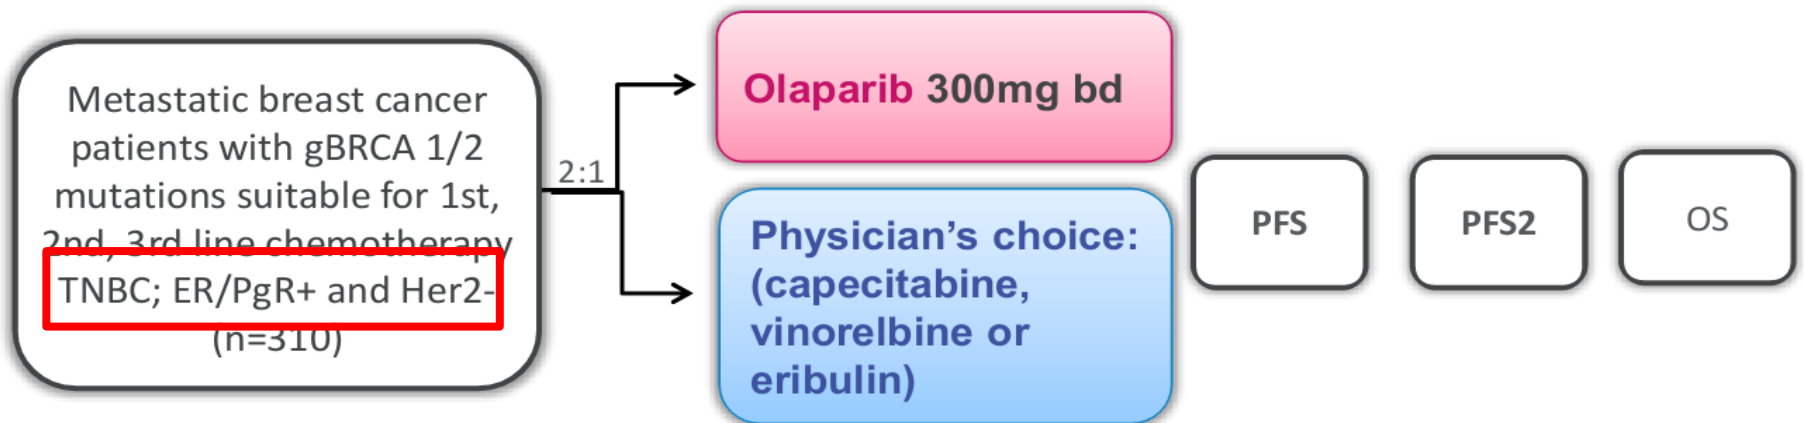 Metastatic breast cancer
patients with gBRCA 1/2
mutations suitable for 1st,
2nd, 3rd line chemotherapy
TNBC; ER/PgR+ and Her2-
(n=310)
2:1
Olaparib 300mg bd
Physician’s choice:
(capecitabine,
vinorelbine or
eribulin)
PFS
PFS2
OS